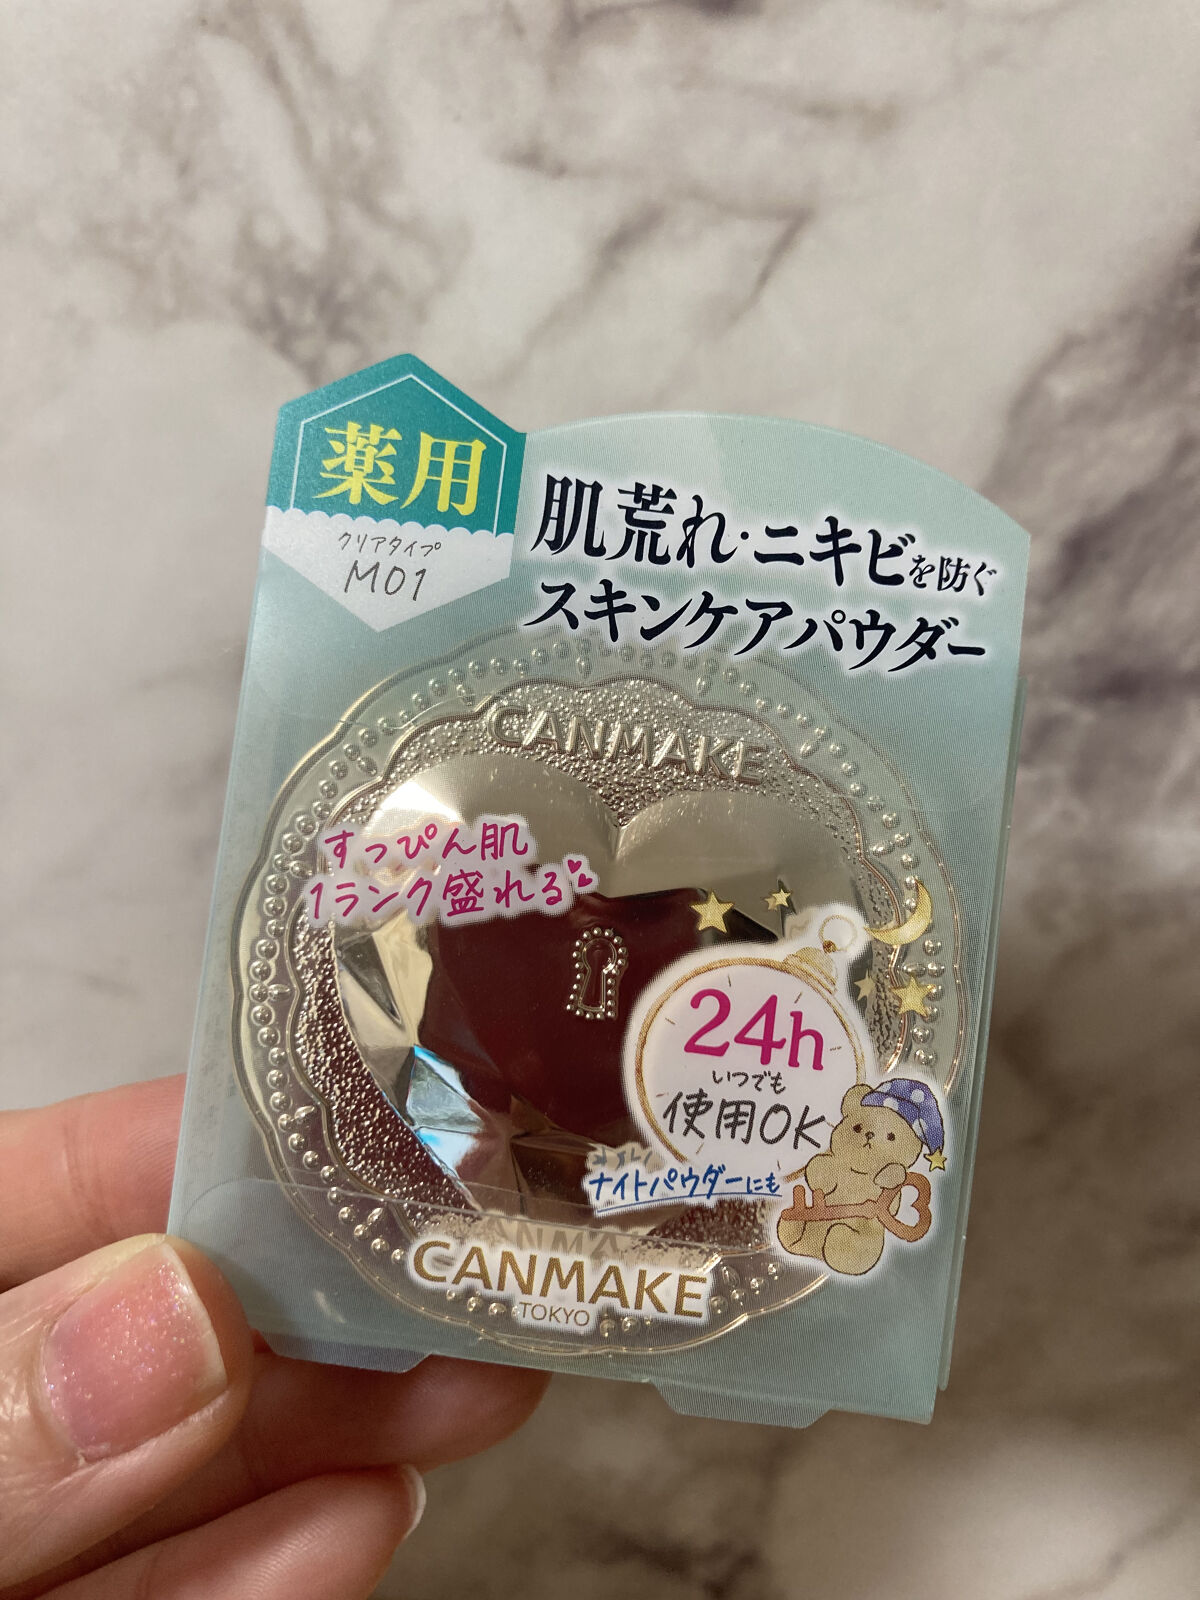 薬用
クリアタイプ
M01
肌荒れ・ニキビを防ぐ
スキンケアパウダー
CANMAKE
すっぴん肌
1ランク盛れる
24h
いつでも
使用OK
ナイトパウダーにも
CANMAKE
TOKYO